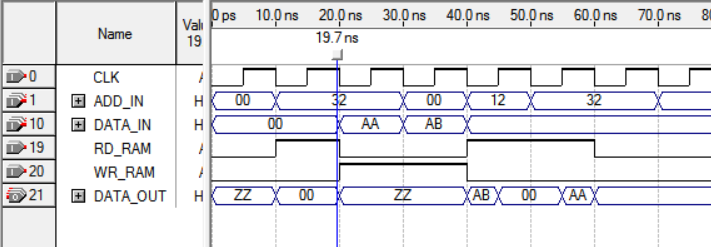 Name Valu 19 0 ps 10.0 ns 20.0 ns 30.0 ns 40.0 ns 50.0 ns 60.0 ns 70.0 ns
19.7 ns
0 CLK
1 ADD_IN H 00 32 00 12 32
10 DATA_IN H 00 AA AB
19 RD_RAM
20 WR_RAM
21 DATA_OUT H ZZ 00 ZZ AB 00 AA